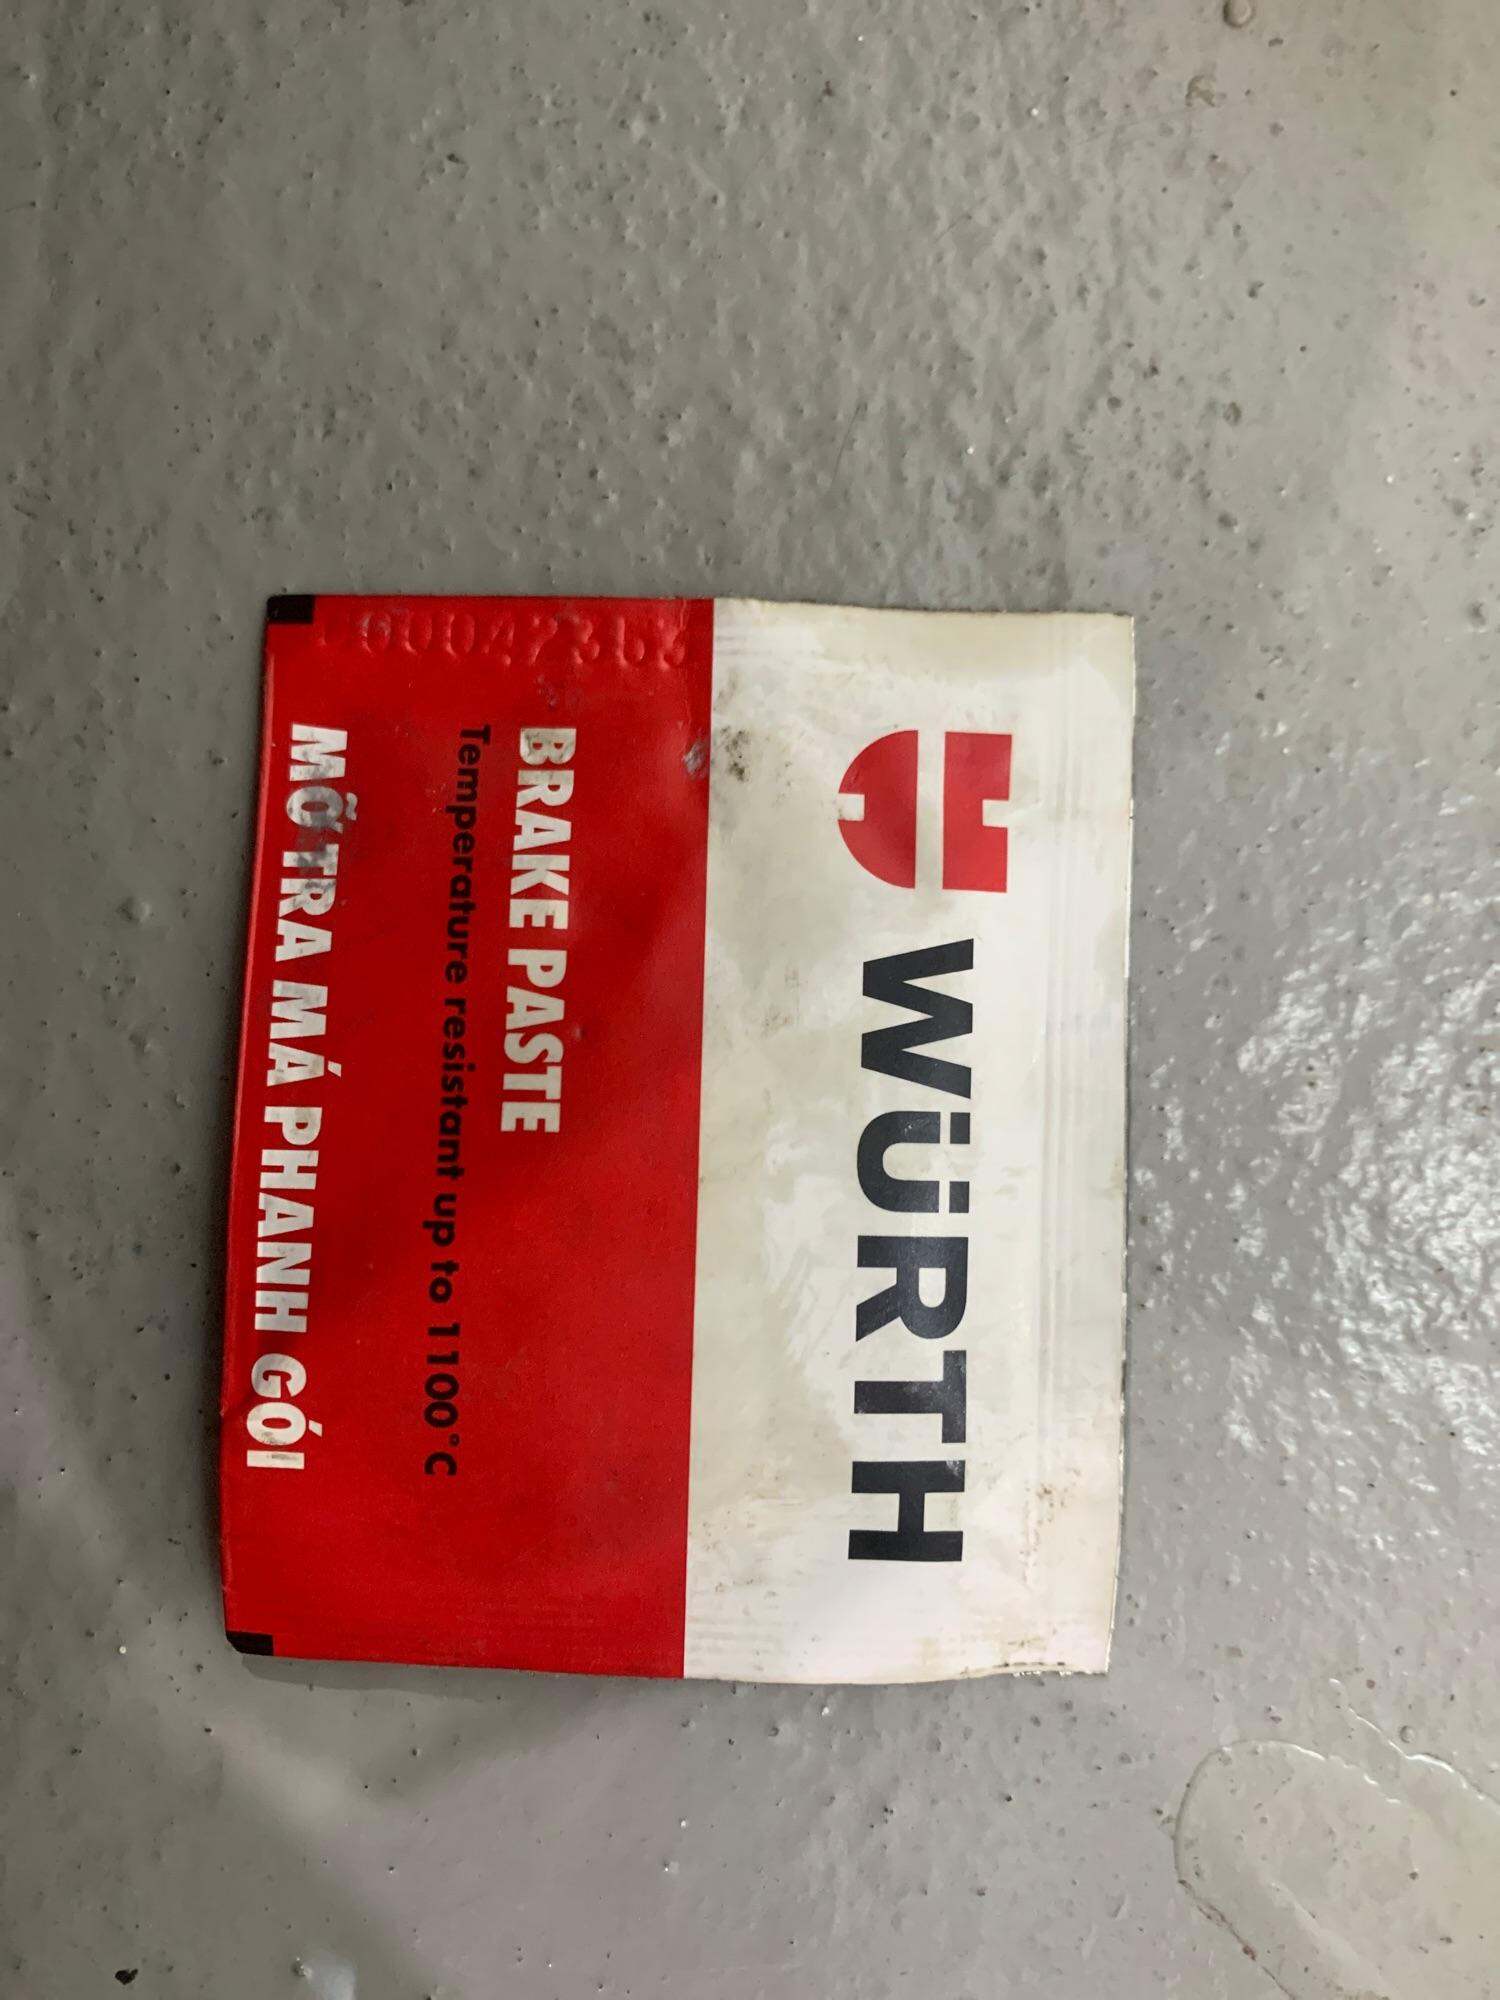 WÜRTH
BRAKE PASTE
Temperature resistant up to 1100°C
MỠ TRA MÁ PHANH GÓI